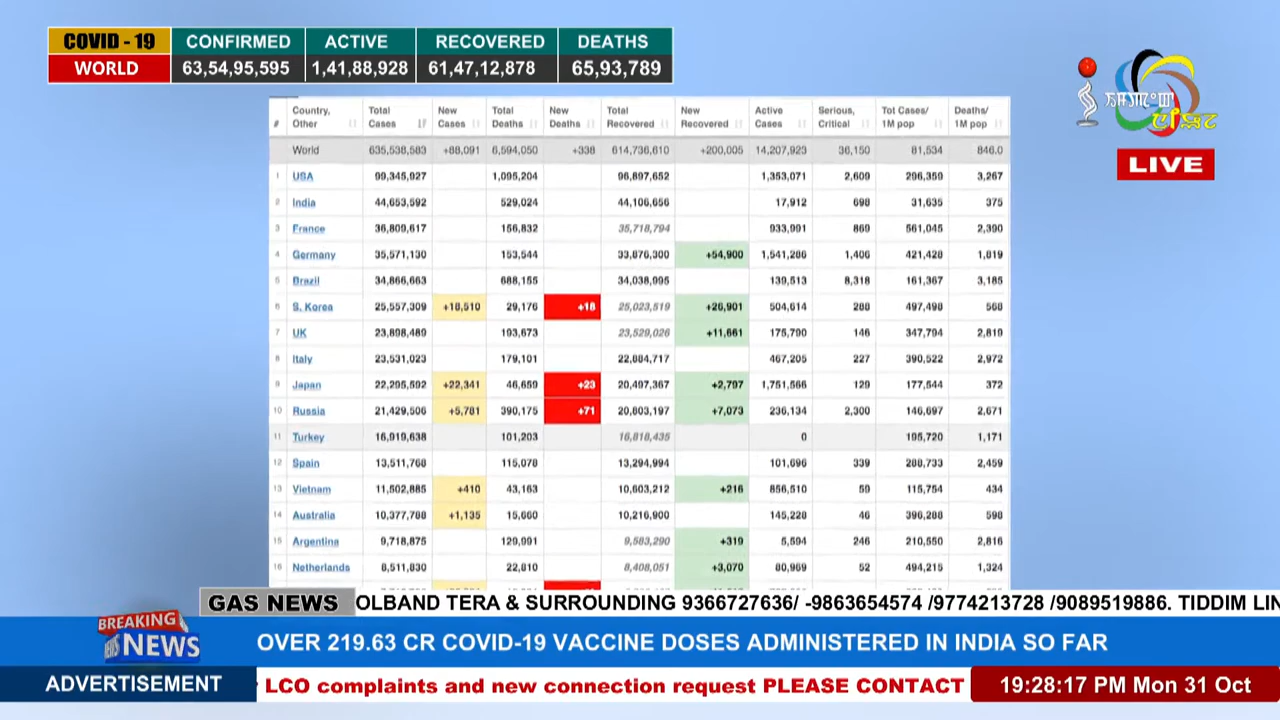 COVID - 19 CONFIRMED ACTIVE RECOVERED DEATHS
WORLD 63,54,95,595 1,41,88,928 61,47,12,878 65,93,789
LIVE
# Country, Other Total Cases New Cases Total Deaths New Deaths Total Recovered New Recovered Active Cases Serious, Critical Tot Cases/ 1M pop Deaths/ 1M pop
World 635,538,583 +88,091 6,594,050 +338 614,736,610 +200,005 14,207,923 36,150 81,534 846.0
1 USA 99,345,927 1,095,204 96,897,652 1,353,071 2,609 296,359 3,267
2 India 44,653,592 529,024 44,106,656 17,912 698 31,635 375
3 France 36,809,617 156,832 35,718,794 933,991 869 561,045 2,390
4 Germany 35,571,130 153,544 33,876,300 +54,900 1,541,286 1,406 421,428 1,819
5 Brazil 34,866,663 688,155 34,038,995 139,513 8,318 161,367 3,185
6 S. Korea 25,557,309 +18,510 29,176 +18 25,023,519 +26,901 504,614 288 497,498 568
7 UK 23,898,489 193,673 23,529,026 +11,661 175,790 146 347,794 2,819
8 Italy 23,531,023 179,101 22,884,717 467,205 227 390,522 2,972
9 Japan 22,295,592 +22,341 46,659 +23 20,497,367 +2,797 1,751,566 129 177,544 372
10 Russia 21,429,506 +5,781 390,175 +71 20,803,197 +7,073 236,134 2,300 146,697 2,671
11 Turkey 16,919,638 101,203 16,818,435 0 195,720 1,171
12 Spain 13,511,768 115,078 13,294,994 101,696 339 288,733 2,459
13 Vietnam 11,502,885 +410 43,163 10,603,212 +216 856,510 59 115,754 434
14 Australia 10,377,788 +1,135 15,660 10,216,900 145,228 46 396,288 598
15 Argentina 9,718,875 129,991 9,583,290 +319 5,594 246 210,550 2,816
16 Netherlands 8,511,830 22,810 8,408,051 +3,070 80,969 52 494,215 1,324
GAS NEWS OLBAND TERA & SURROUNDING 9366727636/ -9863654574 /9774213728 /9089519886. TIDDIM LIN
BREAKING NEWS OVER 219.63 CR COVID-19 VACCINE DOSES ADMINISTERED IN INDIA SO FAR
ADVERTISEMENT LCO complaints and new connection request PLEASE CONTACT 19:28:17 PM Mon 31 Oct